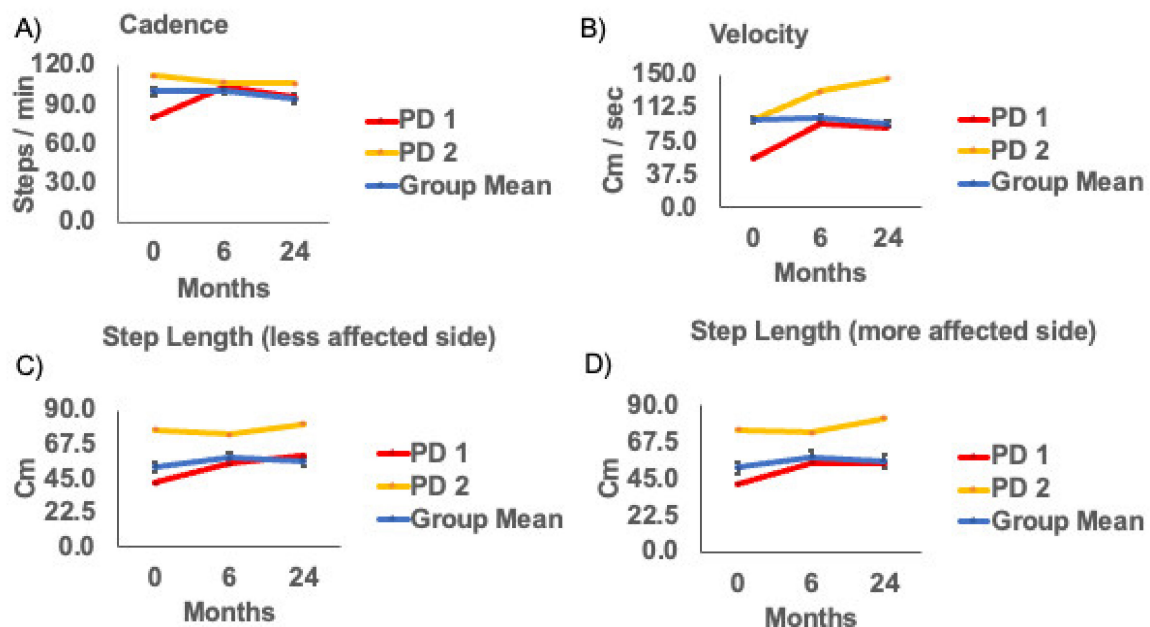 A)
Cadence
120.0
90.0
60.0
30.0
0.0
Steps / min
0 6 24
Months
PD 1
PD 2
Group Mean
B)
Velocity
150.0
112.5
75.0
37.5
0.0
Cm / sec
0 6 24
Months
PD 1
PD 2
Group Mean
Step Length (less affected side)
C)
90.0
67.5
45.0
22.5
0.0
Cm
0 6 24
Months
PD 1
PD 2
Group Mean
Step Length (more affected side)
D)
90.0
67.5
45.0
22.5
0.0
Cm
0 6 24
Months
PD 1
PD 2
Group Mean